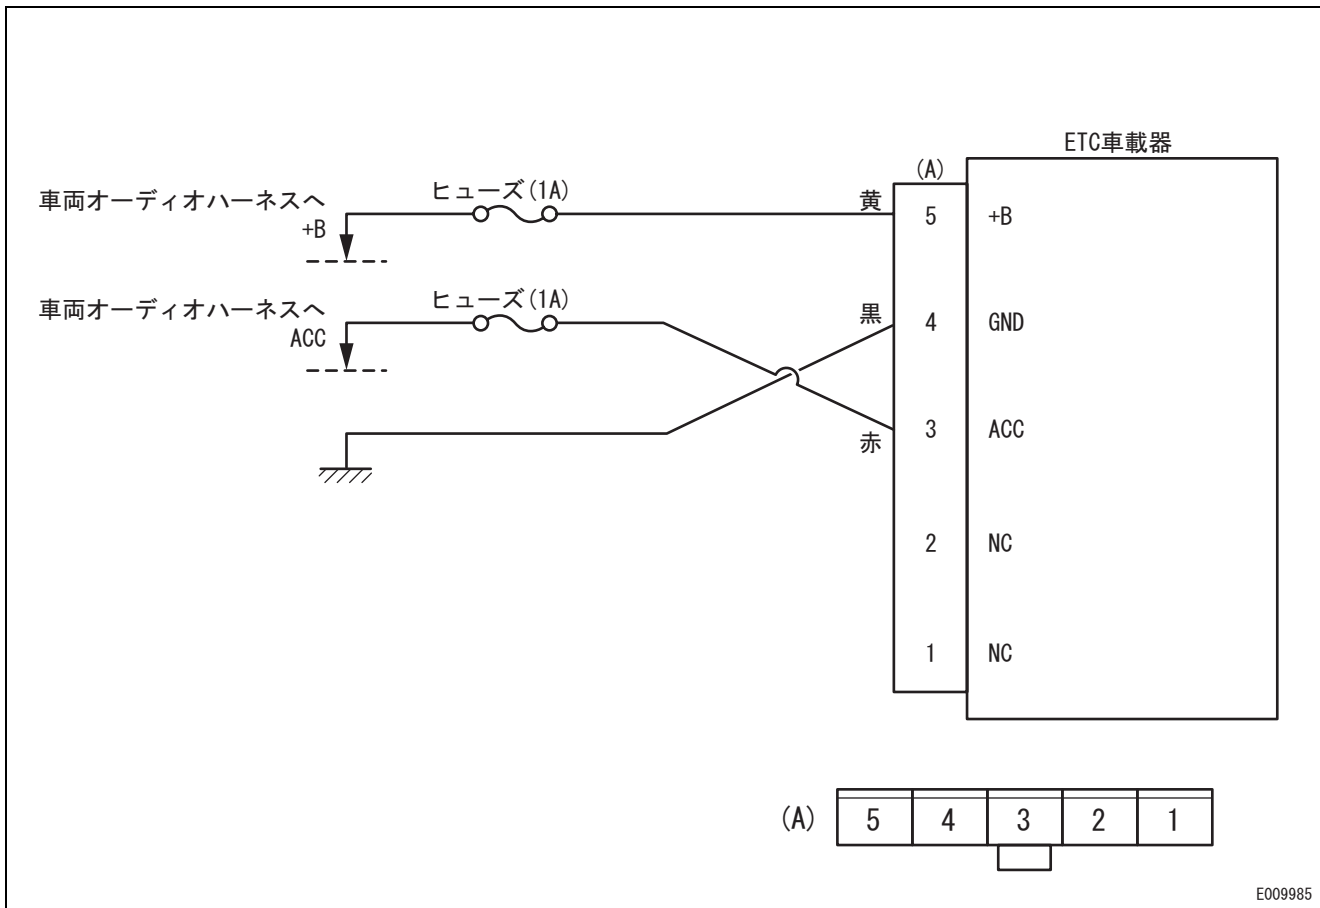 ETC車載器
(A)
車両オーディオハーネスへ
+B
ヒューズ(1A)
黄
5
+B
車両オーディオハーネスへ
ACC
ヒューズ(1A)
黒
4
GND
赤
3
ACC
2
NC
1
NC
(A)
5 4 3 2 1
E009985